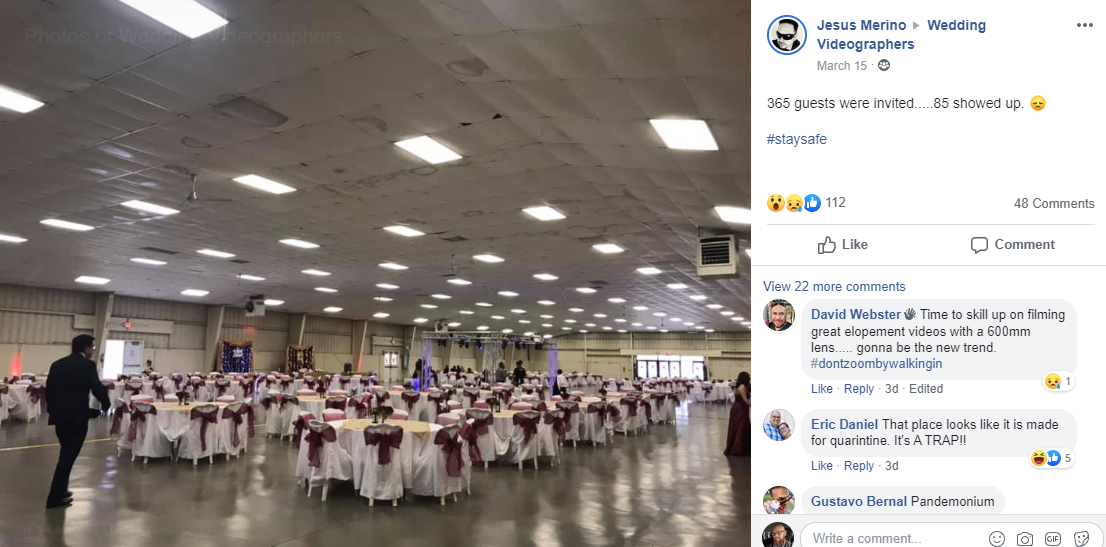 Photos of Wedding Videographers
Jesus Merino ▸ Wedding
Videographers
March 15 ·
365 guests were invited.....85 showed up. 😞
#staysafe
112
48 Comments
Like
Comment
View 22 more comments
David Webster 👋🏿 Time to skill up on filming
great elopement videos with a 600mm
lens..... gonna be the new trend.
#dontzoombywalkingin
1
Like · Reply · 3d · Edited
Eric Daniel That place looks like it is made
for quarintine. It's A TRAP!!
5
Like · Reply · 3d
Gustavo Bernal Pandemonium
Write a comment...
GIF